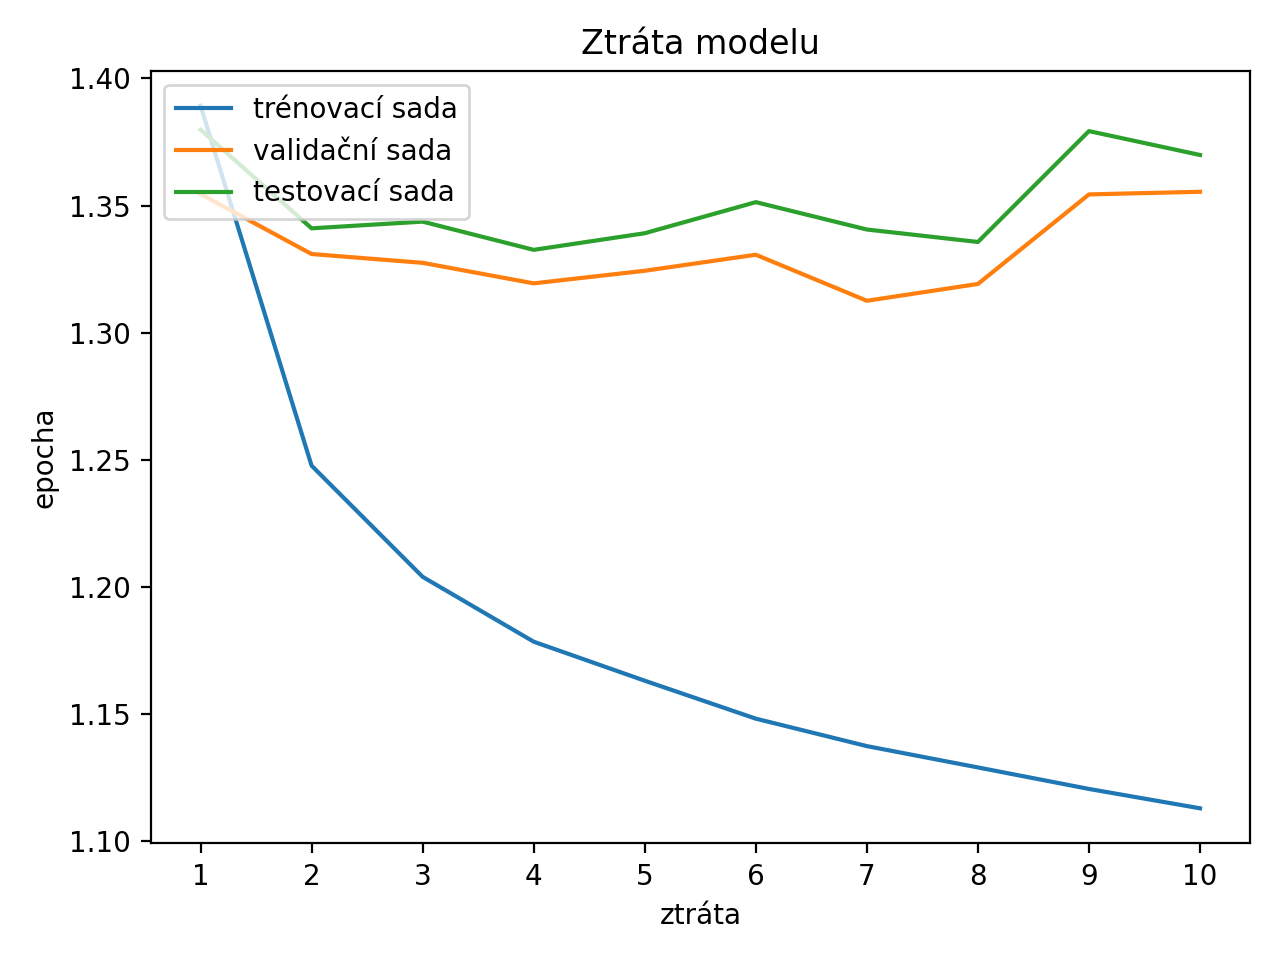 Ztráta modelu
trénovací sada
validační sada
testovací sada
1.40
1.35
1.30
1.25
1.20
1.15
1.10
epocha
1 2 3 4 5 6 7 8 9 10
ztráta